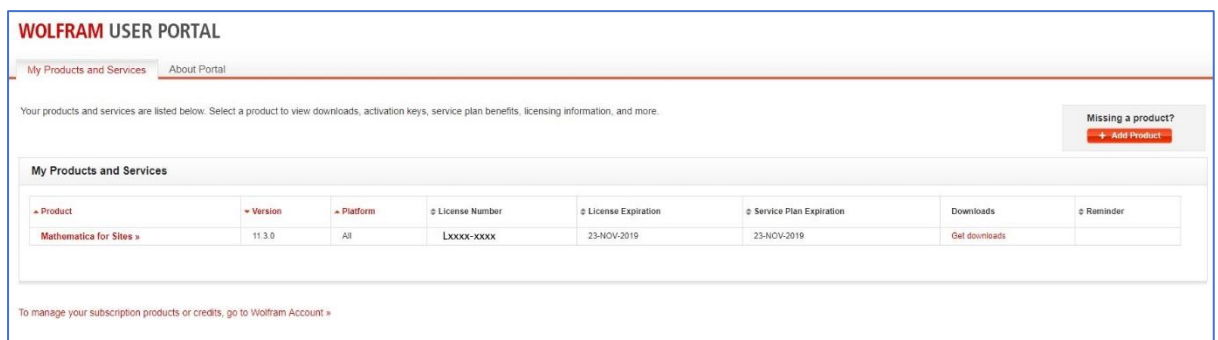 WOLFRAM USER PORTAL
My Products and Services About Portal
Your products and services are listed below. Select a product to view downloads, activation keys, service plan benefits, licensing information, and more.
Missing a product?
+ Add Product
My Products and Services
Product Version Platform License Number License Expiration Service Plan Expiration Downloads Reminder
Mathematica for Sites » 11.3.0 All Lxxxx-xxxx 23-NOV-2019 23-NOV-2019 Get downloads
To manage your subscription products or credits, go to Wolfram Account »